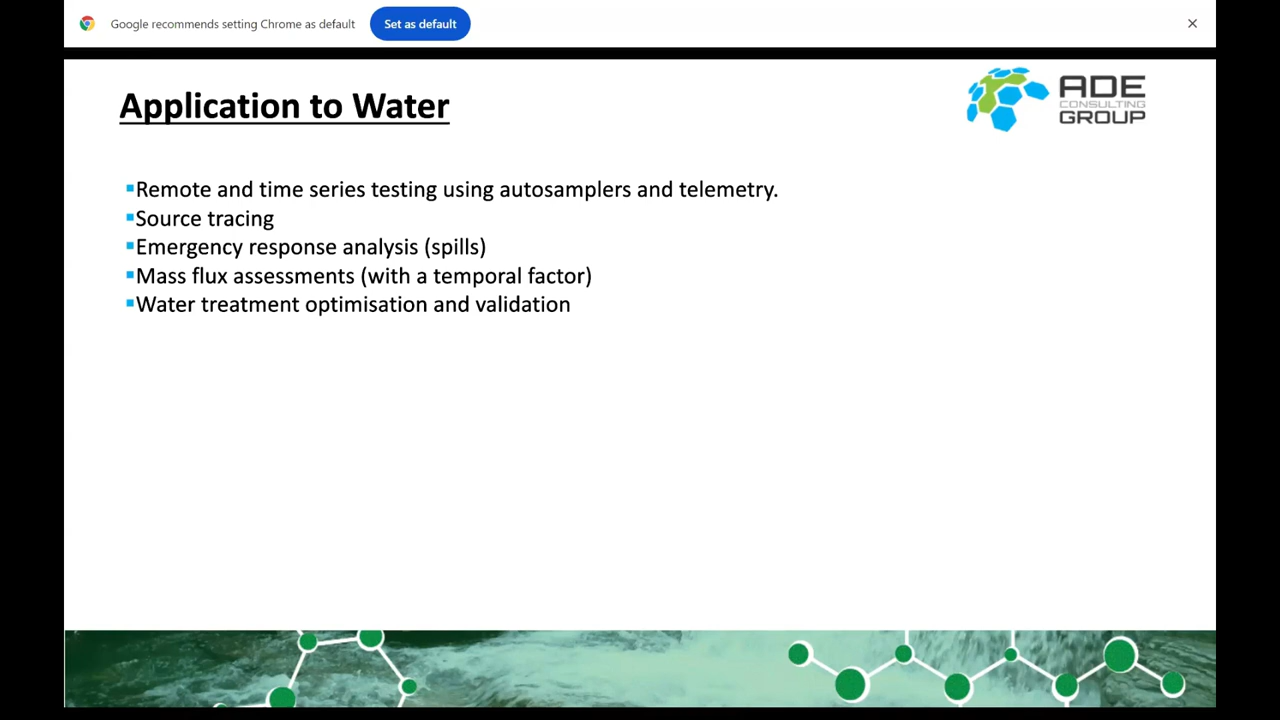 Google recommends setting Chrome as default
Set as default
Application to Water
ADE
CONSULTING
GROUP
▪Remote and time series testing using autosamplers and telemetry.
▪Source tracing
▪Emergency response analysis (spills)
▪Mass flux assessments (with a temporal factor)
▪Water treatment optimisation and validation